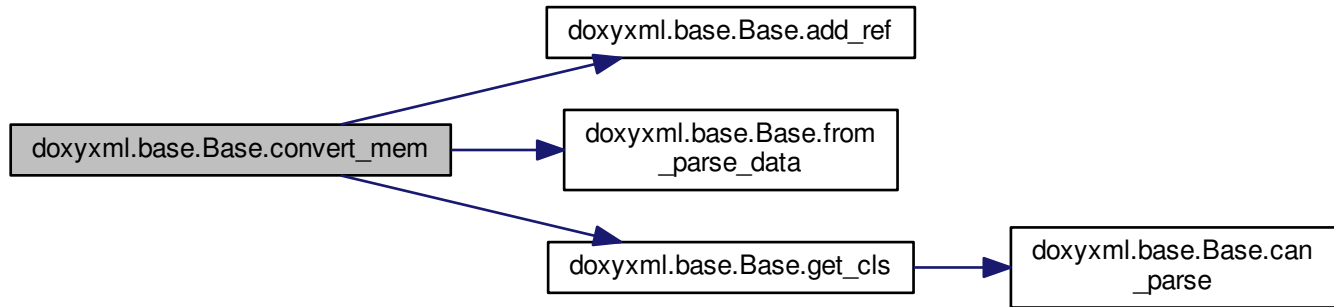 doxyxml.base.Base.add_ref
doxyxml.base.Base.convert_mem
doxyxml.base.Base.from
_parse_data
doxyxml.base.Base.get_cls
doxyxml.base.Base.can
_parse